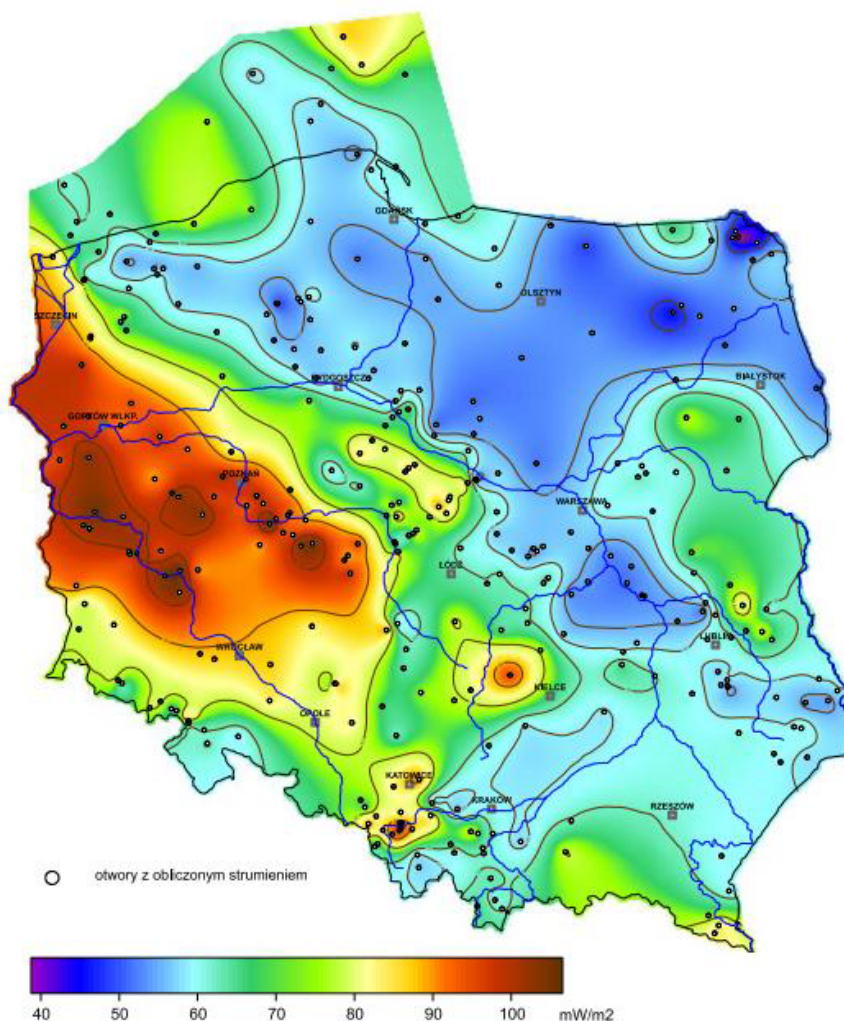 GDAŃSK
OLSZTYN
SZCZECIN
BYDGOSZCZ
BIAŁYSTOK
GORZÓW WLKP.
POZNAŃ
WARSZAWA
ŁÓDŹ
LUBLIN
WROCŁAW
KIELCE
OPOLE
KATOWICE
KRAKÓW
RZESZÓW
otwory z obliczonym strumieniem
40 50 60 70 80 90 100 mW/m2